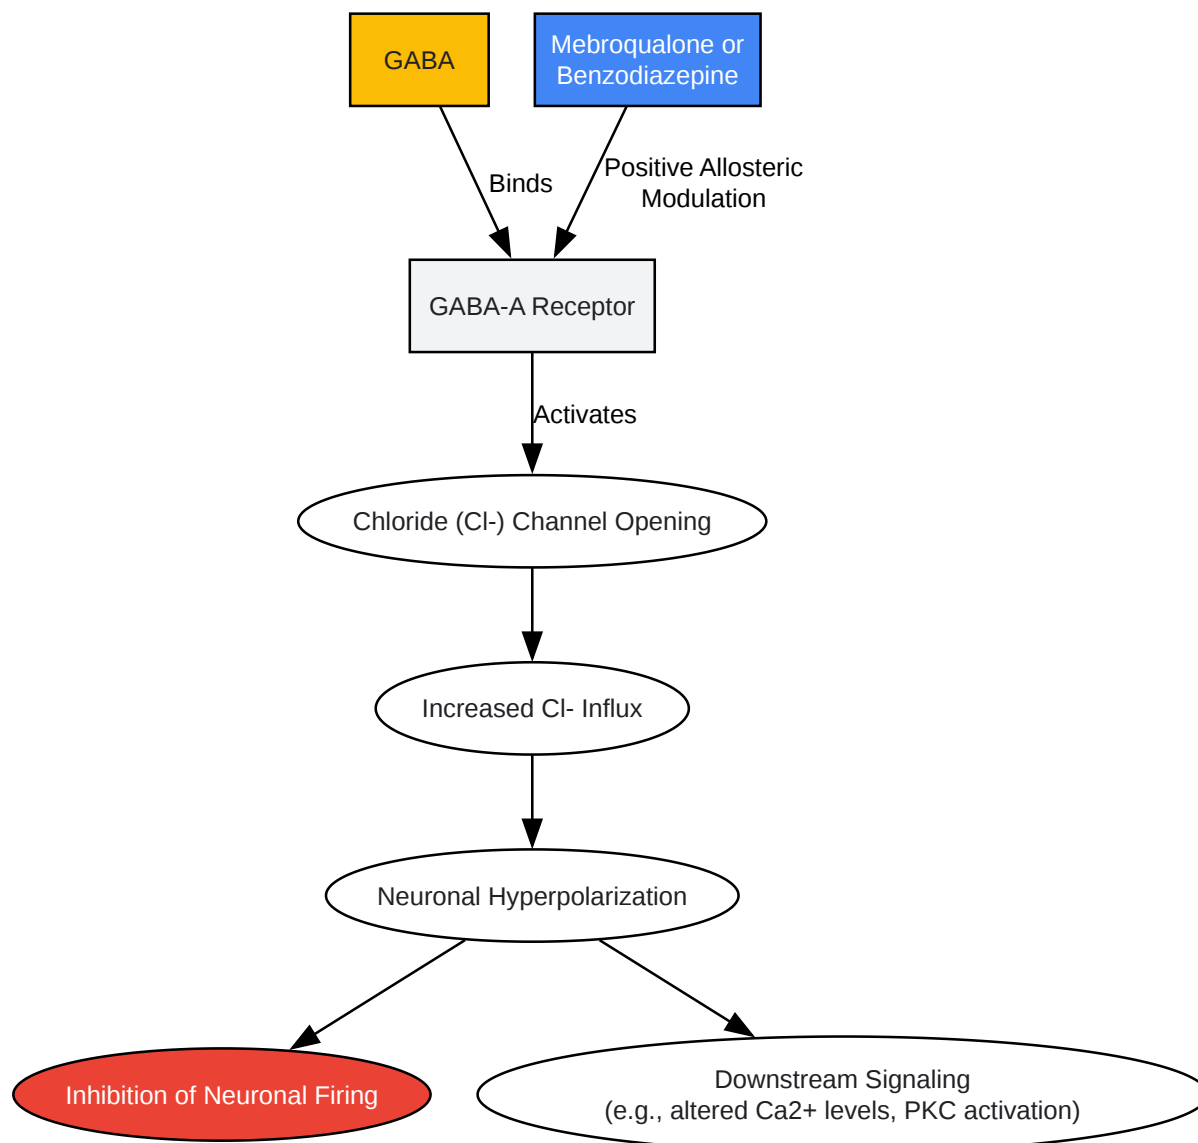 GABA
Mebroqualone or
Benzodiazepine
Binds
Positive Allosteric
Modulation
GABA-A Receptor
Activates
Chloride (Cl-) Channel Opening
Increased Cl- Influx
Neuronal Hyperpolarization
Inhibition of Neuronal Firing
Downstream Signaling
(e.g., altered Ca2+ levels, PKC activation)